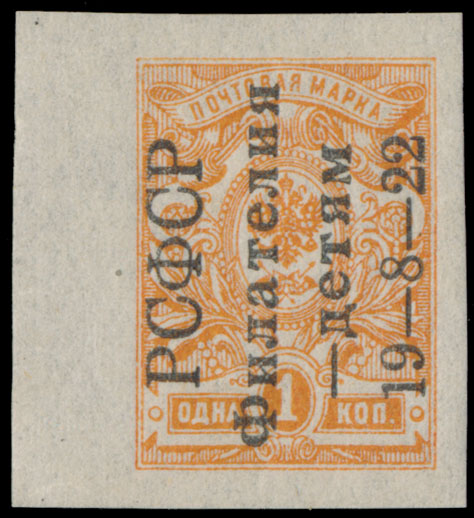 ПОЧТОВАЯ МАРКА
РСФСР
Филателия
—детям
19—8—22
ОДНА 1 КОП.